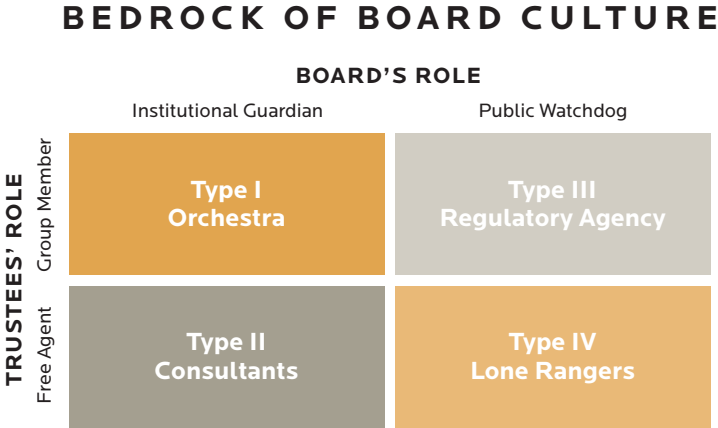 BEDROCK OF BOARD CULTURE
BOARD'S ROLE
Institutional Guardian
Public Watchdog
TRUSTEES' ROLE
Group Member
Type I
Orchestra
Type III
Regulatory Agency
Free Agent
Type II
Consultants
Type IV
Lone Rangers